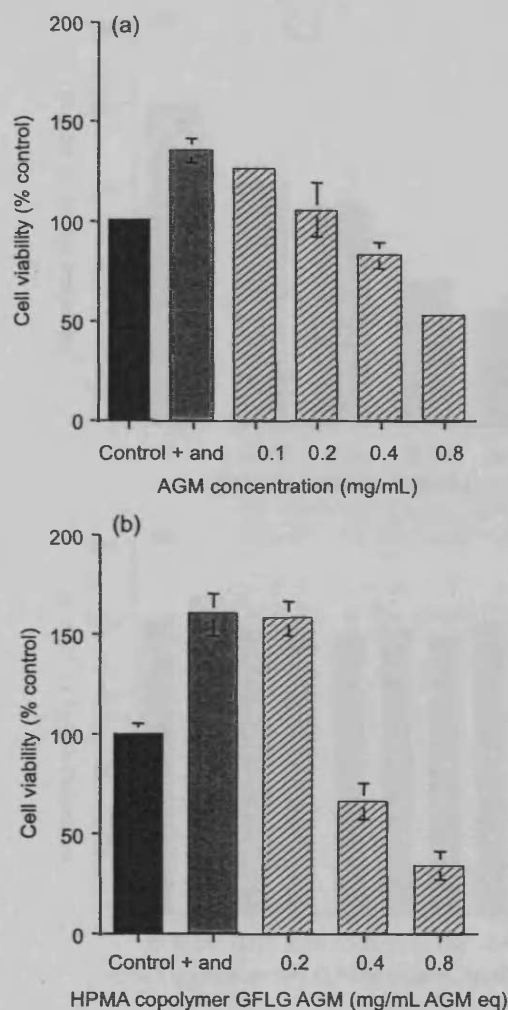 (a)
200
150
100
50
0
Cell viability (% control)
Control + and 0.1 0.2 0.4 0.8
AGM concentration (mg/mL)
(b)
200
150
100
50
0
Cell viability (% control)
Control + and 0.2 0.4 0.8
HPMA copolymer GFLG AGM (mg/mL AGM eq)